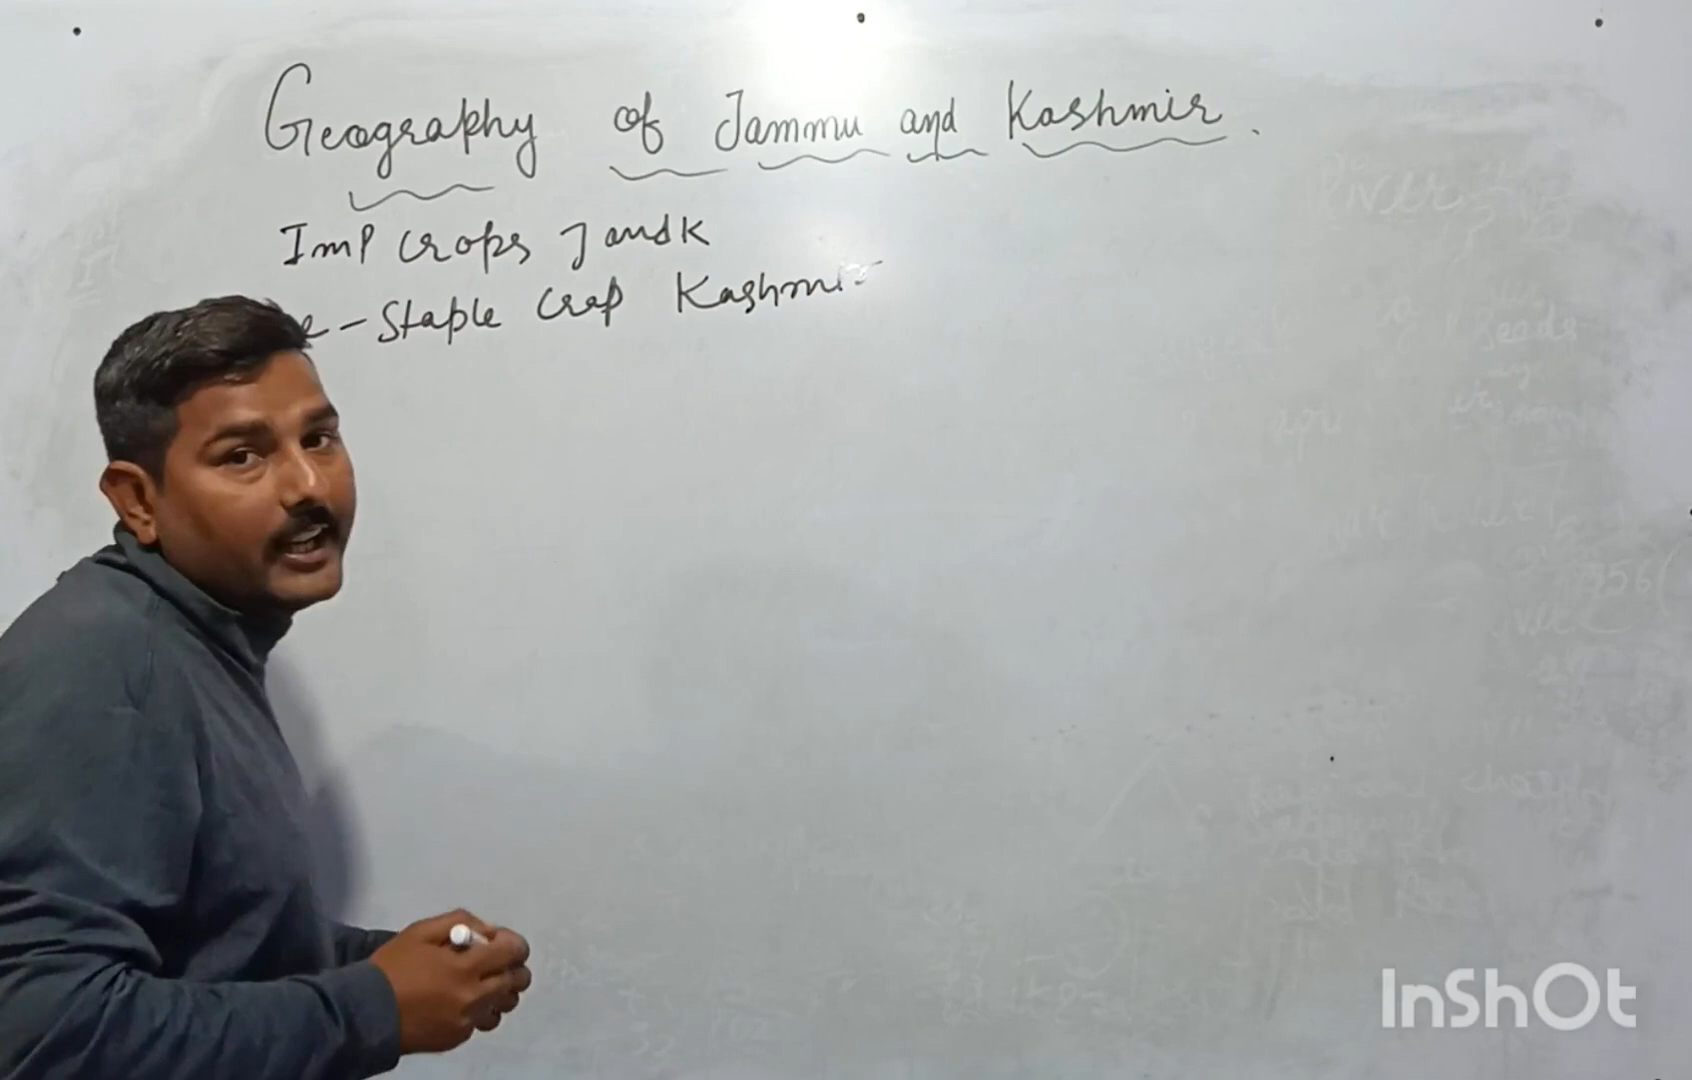 Geography of Jammu and Kashmir.
Imp Crops J and K
- Staple Crop Kashmir
InShOt